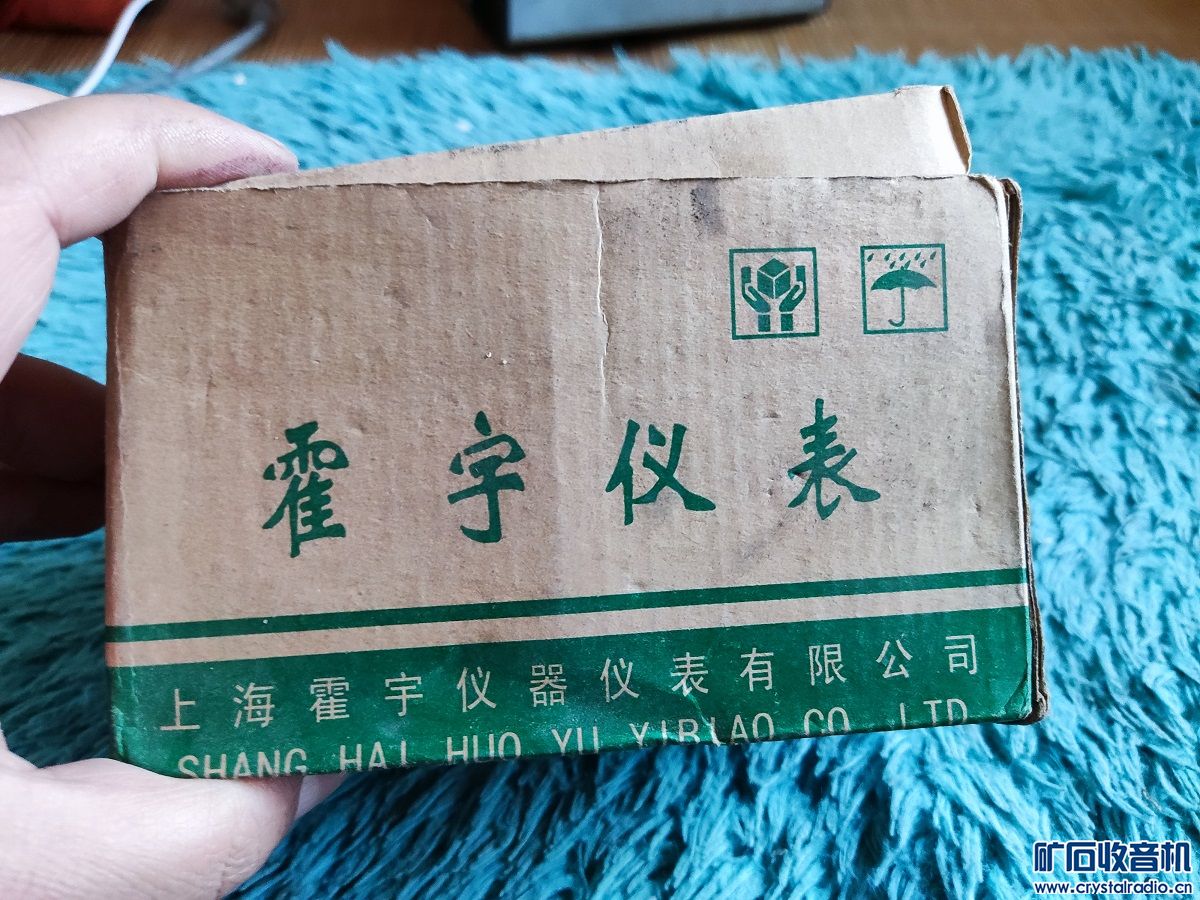 霍宇仪表
上海霍宇仪器仪表有限公司
SHANG HAI HUO YU YIBIAO CO. LTD
矿石收音机
www.crystalradio.cn